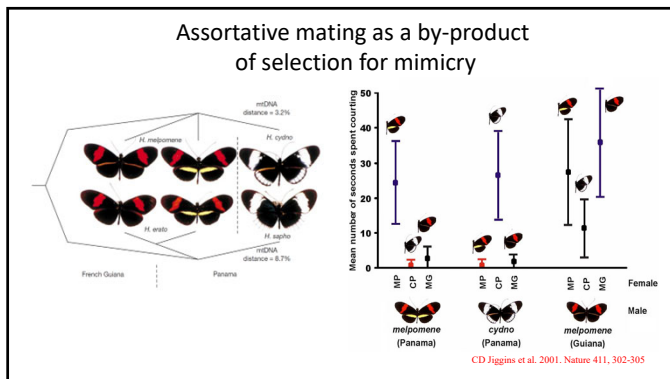 Assortative mating as a by-product
of selection for mimicry
mtDNA
distance = 3.2%
H. melpomene
H. cydno
H. erato
H. sapho
mtDNA
distance = 8.7%
French Guiana
Panama
Mean number of seconds spent courting
50
40
30
20
10
0
MP CP MG MP CP MG MP CP MG Female
Male
melpomene cydno melpomene
(Panama) (Panama) (Guiana)
CD Jiggins et al. 2001, Nature 411, 302-305